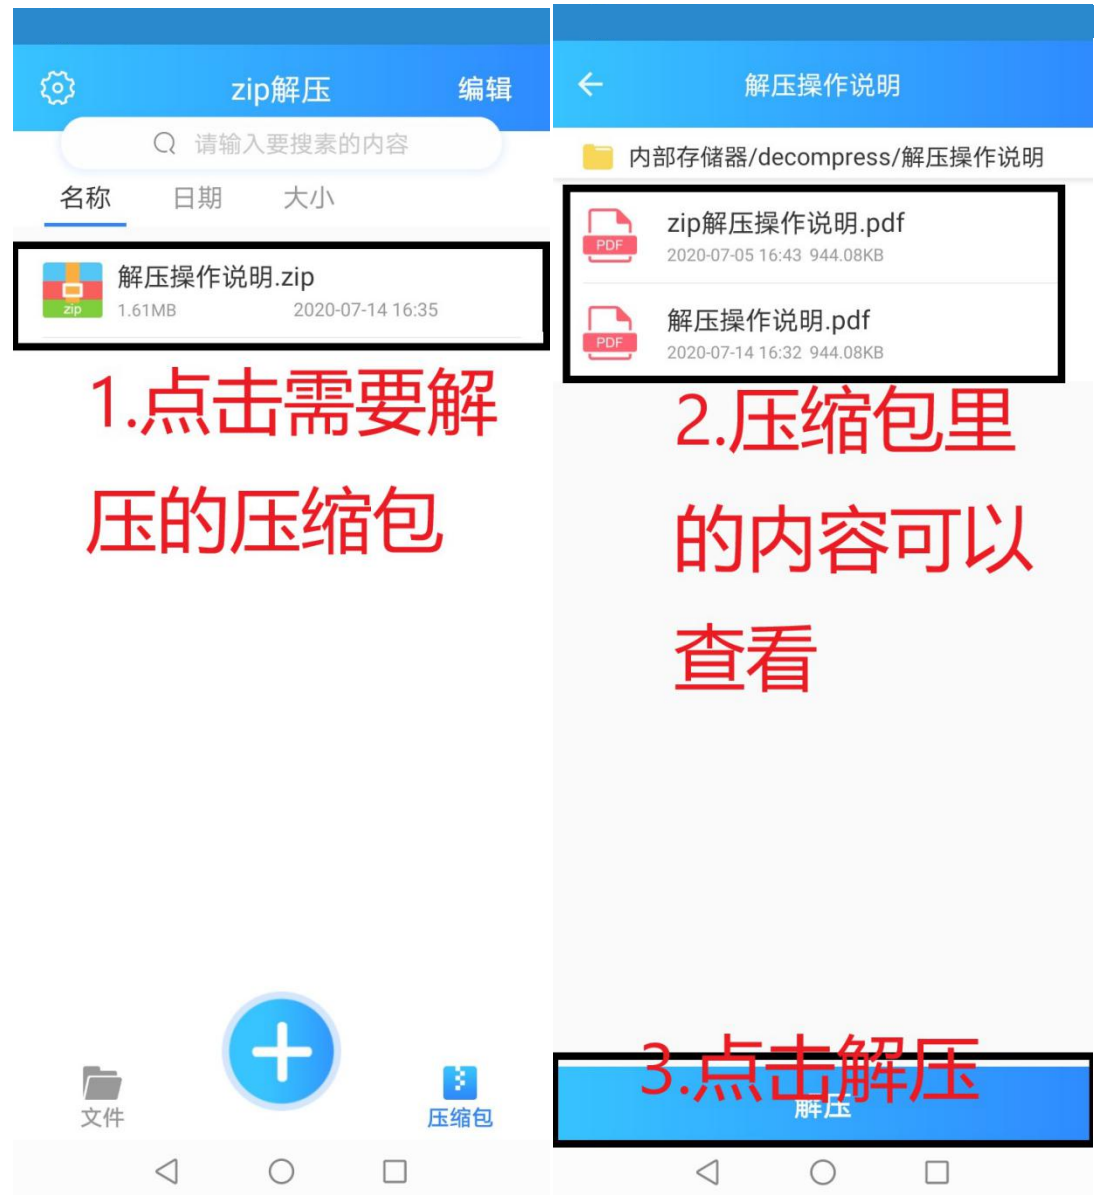 zip解压
编辑
请输入要搜素的内容
名称
日期
大小
解压操作说明.zip
1.61MB
2020-07-14 16:35
zip
1.点击需要解
压的压缩包
文件
压缩包
解压操作说明
内部存储器/decompress/解压操作说明
zip解压操作说明.pdf
PDF
2020-07-05 16:43 944.08KB
解压操作说明.pdf
PDF
2020-07-14 16:32 944.08KB
2.压缩包里
的内容可以
查看
3.点击解压
解压